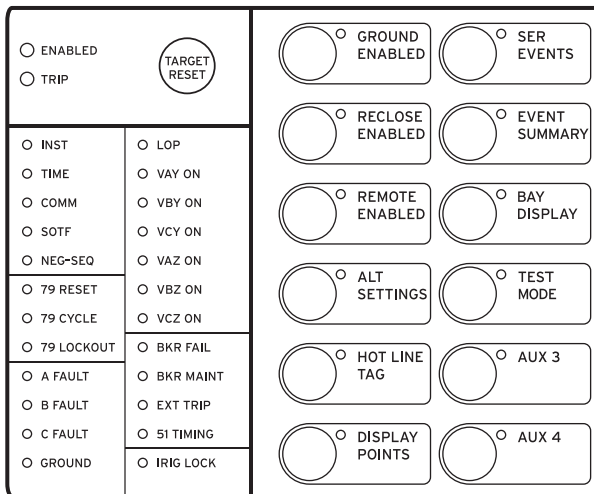 ENABLED
TRIP
TARGET
RESET
INST
TIME
COMM
SOTF
NEG-SEQ
79 RESET
79 CYCLE
79 LOCKOUT
A FAULT
B FAULT
C FAULT
GROUND
LOP
VAY ON
VBY ON
VCY ON
VAZ ON
VBZ ON
VCZ ON
BKR FAIL
BKR MAINT
EXT TRIP
51 TIMING
IRIG LOCK
GROUND
ENABLED
RECLOSE
ENABLED
REMOTE
ENABLED
ALT
SETTINGS
HOT LINE
TAG
DISPLAY
POINTS
SER
EVENTS
EVENT
SUMMARY
BAY
DISPLAY
TEST
MODE
AUX 3
AUX 4